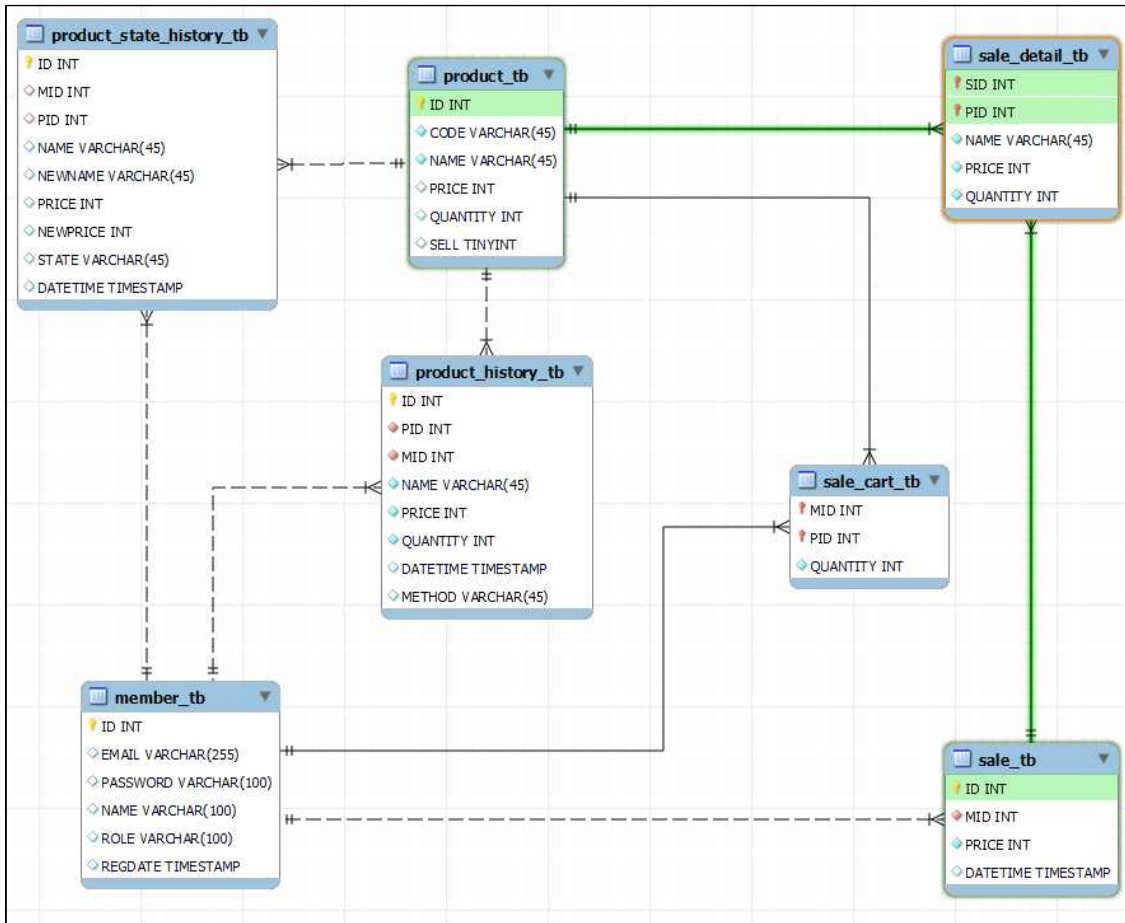 product_state_history_tb
ID INT
MID INT
PID INT
NAME VARCHAR(45)
NEWNAME VARCHAR(45)
PRICE INT
NEWPRICE INT
STATE VARCHAR(45)
DATETIME TIMESTAMP
product_tb
ID INT
CODE VARCHAR(45)
NAME VARCHAR(45)
PRICE INT
QUANTITY INT
SELL TINYINT
sale_detail_tb
SID INT
PID INT
NAME VARCHAR(45)
PRICE INT
QUANTITY INT
product_history_tb
ID INT
PID INT
MID INT
NAME VARCHAR(45)
PRICE INT
QUANTITY INT
DATETIME TIMESTAMP
METHOD VARCHAR(45)
sale_cart_tb
MID INT
PID INT
QUANTITY INT
member_tb
ID INT
EMAIL VARCHAR(255)
PASSWORD VARCHAR(100)
NAME VARCHAR(100)
ROLE VARCHAR(100)
REGDATE TIMESTAMP
sale_tb
ID INT
MID INT
PRICE INT
DATETIME TIMESTAMP